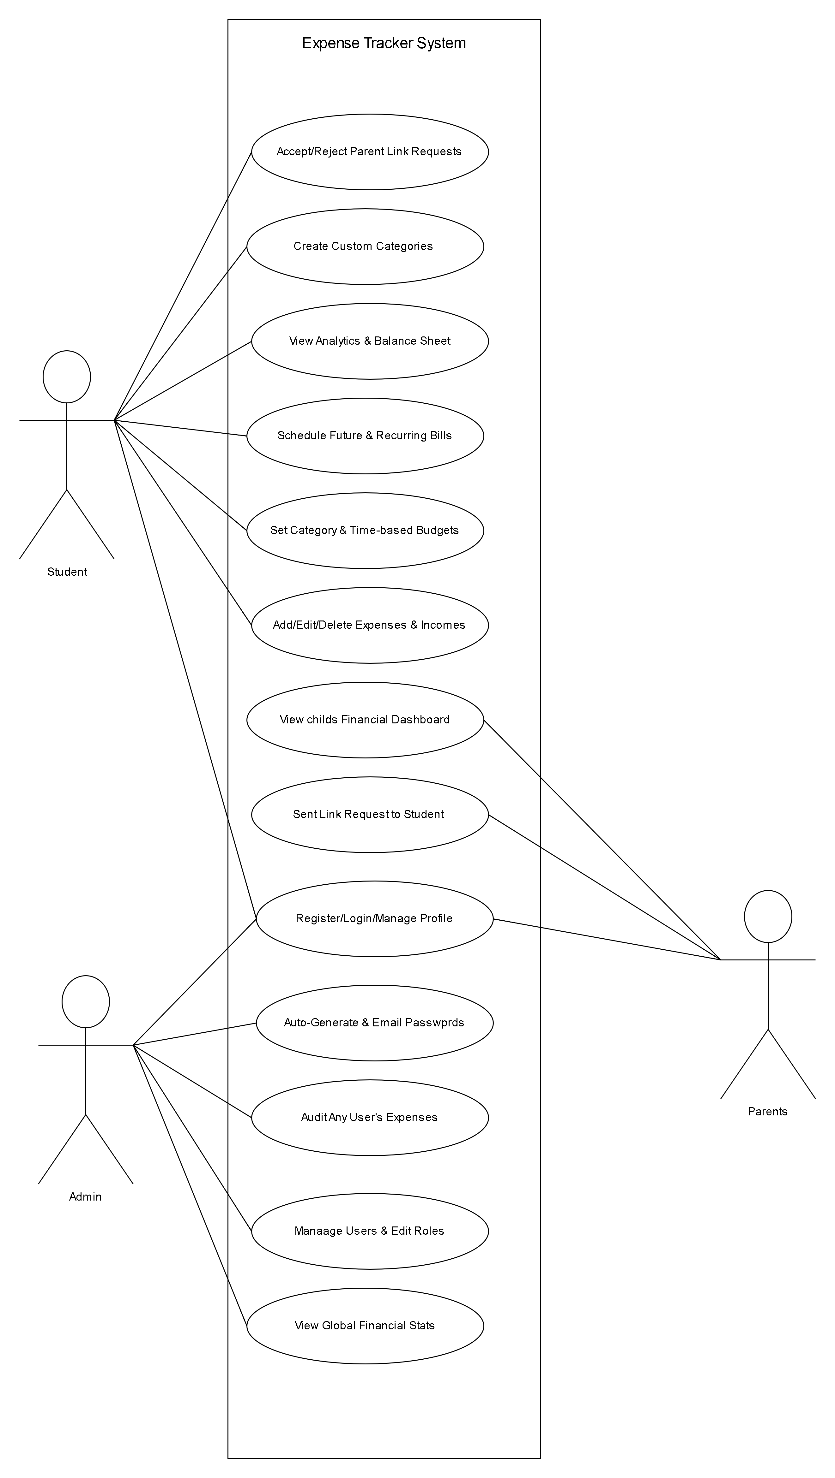 Expense Tracker System
Accept/Reject Parent Link Requests
Create Custom Categories
View Analytics & Balance Sheet
Schedule Future & Recurring Bills
Set Category & Time-based Budgets
Student
Add/Edit/Delete Expenses & Incomes
View childs Financial Dashboard
Sent Link Request to Student
Register/Login/Manage Profile
Auto-Generate & Email Passwprds
Audit Any User's Expenses
Parents
Admin
Manaage Users & Edit Roles
View Global Financial Stats